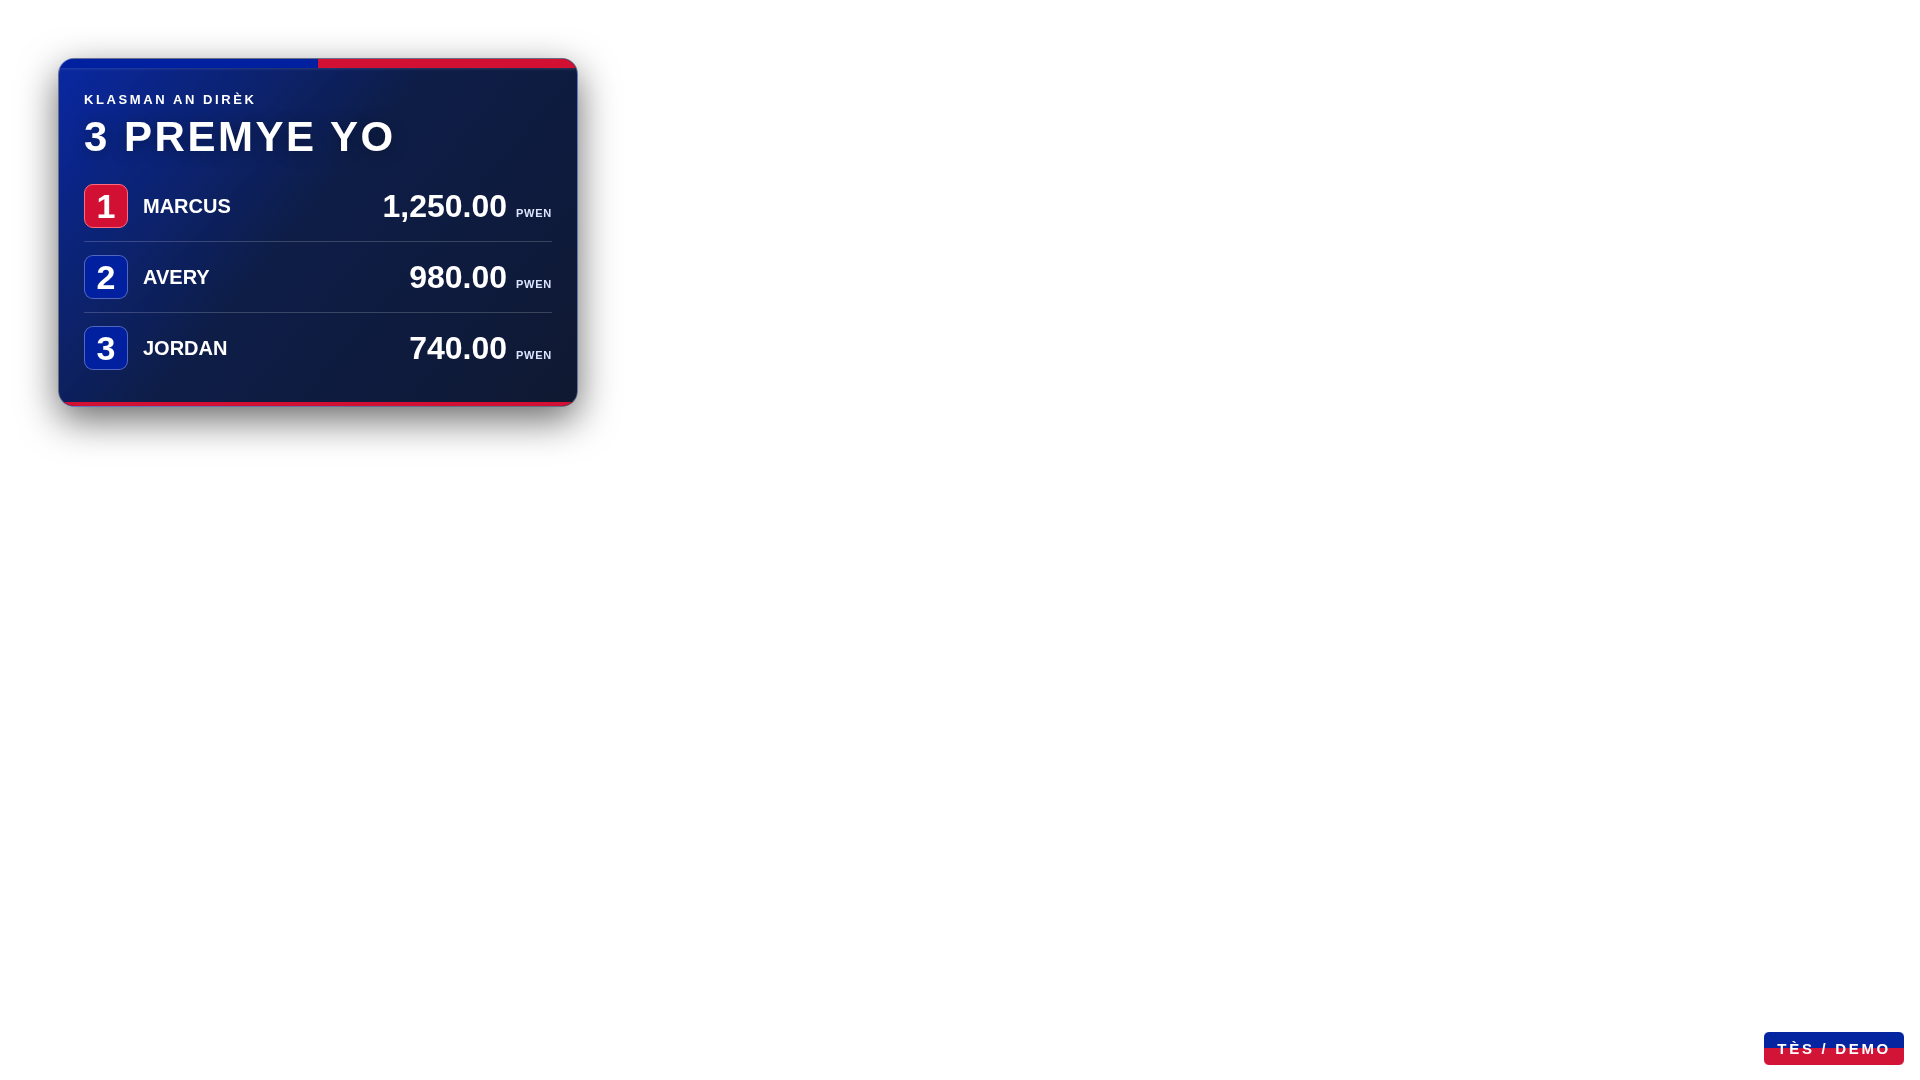 KLASMAN AN DIRÈK
3 PREMYE YO
1 MARCUS 1,250.00 PWEN
2 AVERY 980.00 PWEN
3 JORDAN 740.00 PWEN
TÈS / DEMO